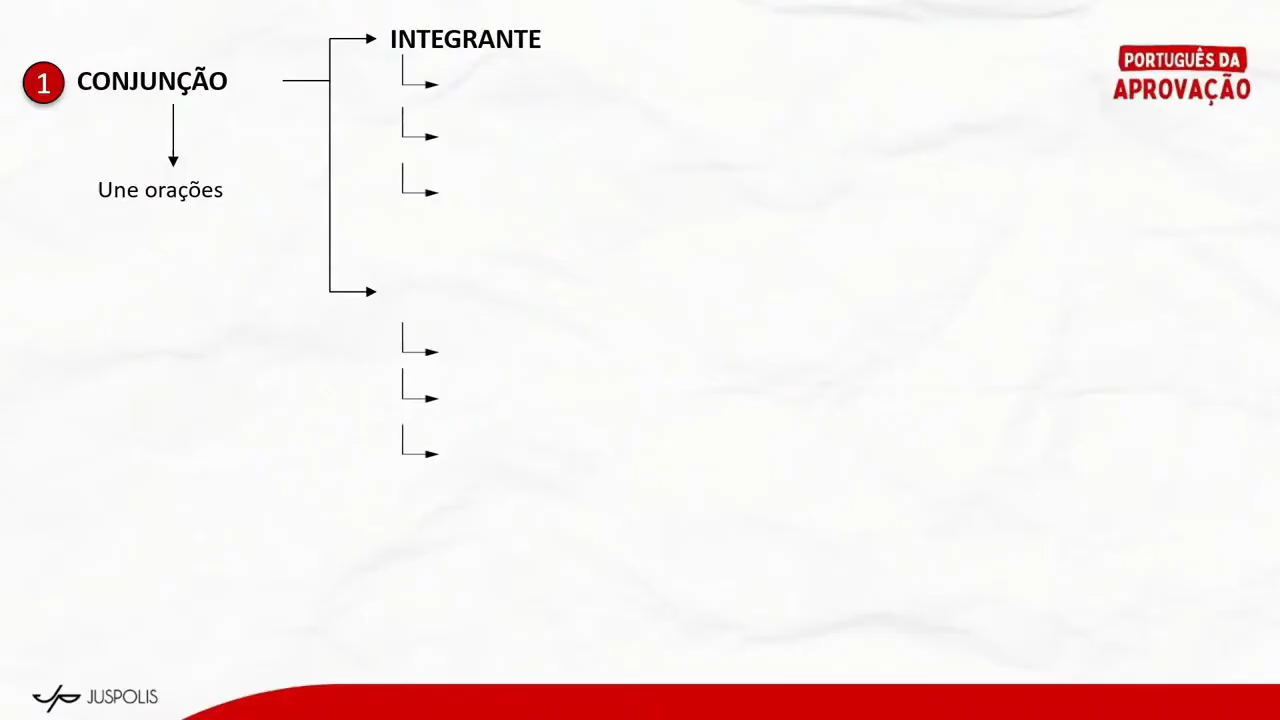 INTEGRANTE
1 CONJUNÇÃO
Une orações
PORTUGUÊS DA
APROVAÇÃO
JUSPOLIS